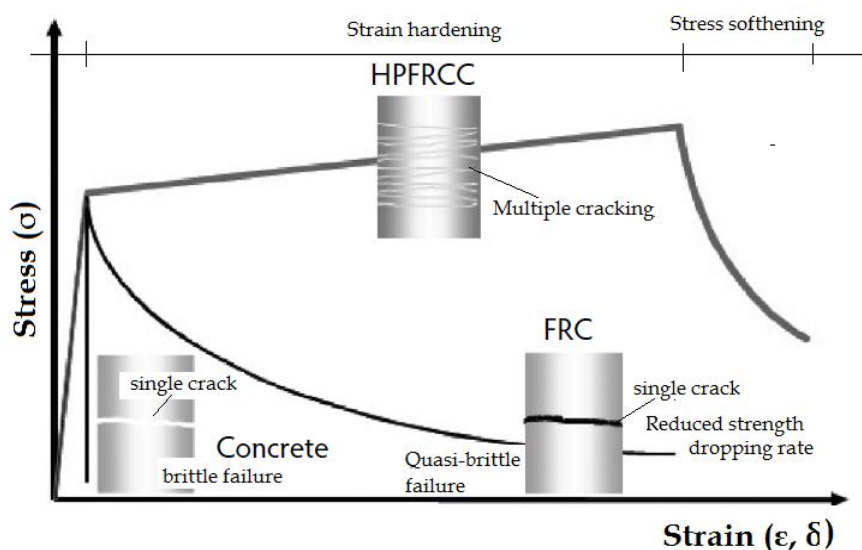 Strain hardening
Stress softhening
HPFRCC
Multiple cracking
Stress (σ)
FRC
single crack
single crack
Reduced strength
dropping rate
Concrete
brittle failure
Quasi-brittle
failure
Strain (ε, δ)